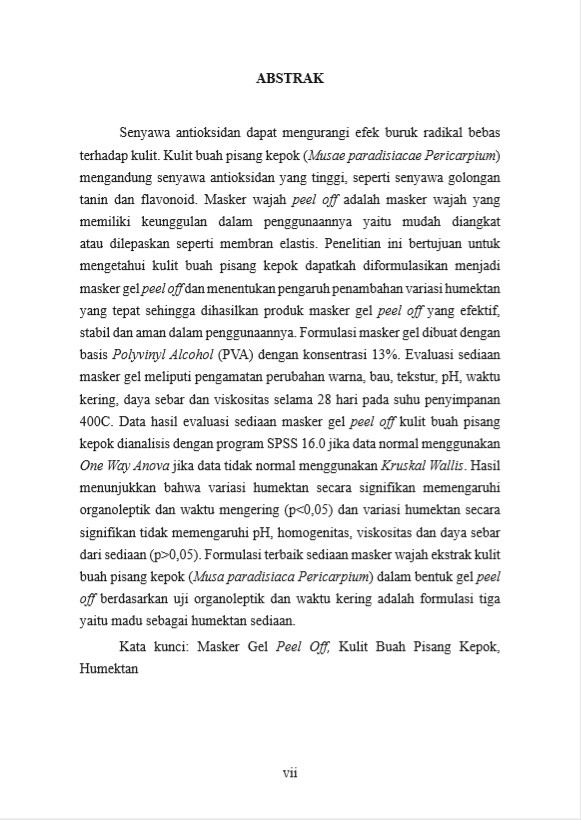 ABSTRAK
Senyawa antioksidan dapat mengurangi efek buruk radikal bebas
terhadap kulit. Kulit buah pisang kepok (Musae paradisiacae Pericarpium)
mengandung senyawa antioksidan yang tinggi, seperti senyawa golongan
tanin dan flavonoid. Masker wajah peel off adalah masker wajah yang
memiliki keunggulan dalam penggunaannya yaitu mudah diangkat
atau dilepaskan seperti membran elastis. Penelitian ini bertujuan untuk
mengetahui kulit buah pisang kepok dapatkah diformulasikan menjadi
masker gel peel off dan menentukan pengaruh penambahan variasi humektan
yang tepat sehingga dihasilkan produk masker gel peel off yang efektif,
stabil dan aman dalam penggunaannya. Formulasi masker gel dibuat dengan
basis Polyvinyl Alcohol (PVA) dengan konsentrasi 13%. Evaluasi sediaan
masker gel meliputi pengamatan perubahan warna, bau, tekstur, pH, waktu
kering, daya sebar dan viskositas selama 28 hari pada suhu penyimpanan
400C. Data hasil evaluasi sediaan masker gel peel off kulit buah pisang
kepok dianalisis dengan program SPSS 16.0 jika data normal menggunakan
One Way Anova jika data tidak normal menggunakan Kruskal Wallis. Hasil
menunjukkan bahwa variasi humektan secara signifikan memengaruhi
organoleptik dan waktu mengering (p<0,05) dan variasi humektan secara
signifikan tidak memengaruhi pH, homogenitas, viskositas dan daya sebar
dari sediaan (p>0,05). Formulasi terbaik sediaan masker wajah ekstrak kulit
buah pisang kepok (Musa paradisiaca Pericarpium) dalam bentuk gel peel
off berdasarkan uji organoleptik dan waktu kering adalah formulasi tiga
yaitu madu sebagai humektan sediaan.
Kata kunci: Masker Gel Peel Off, Kulit Buah Pisang Kepok,
Humektan
vii